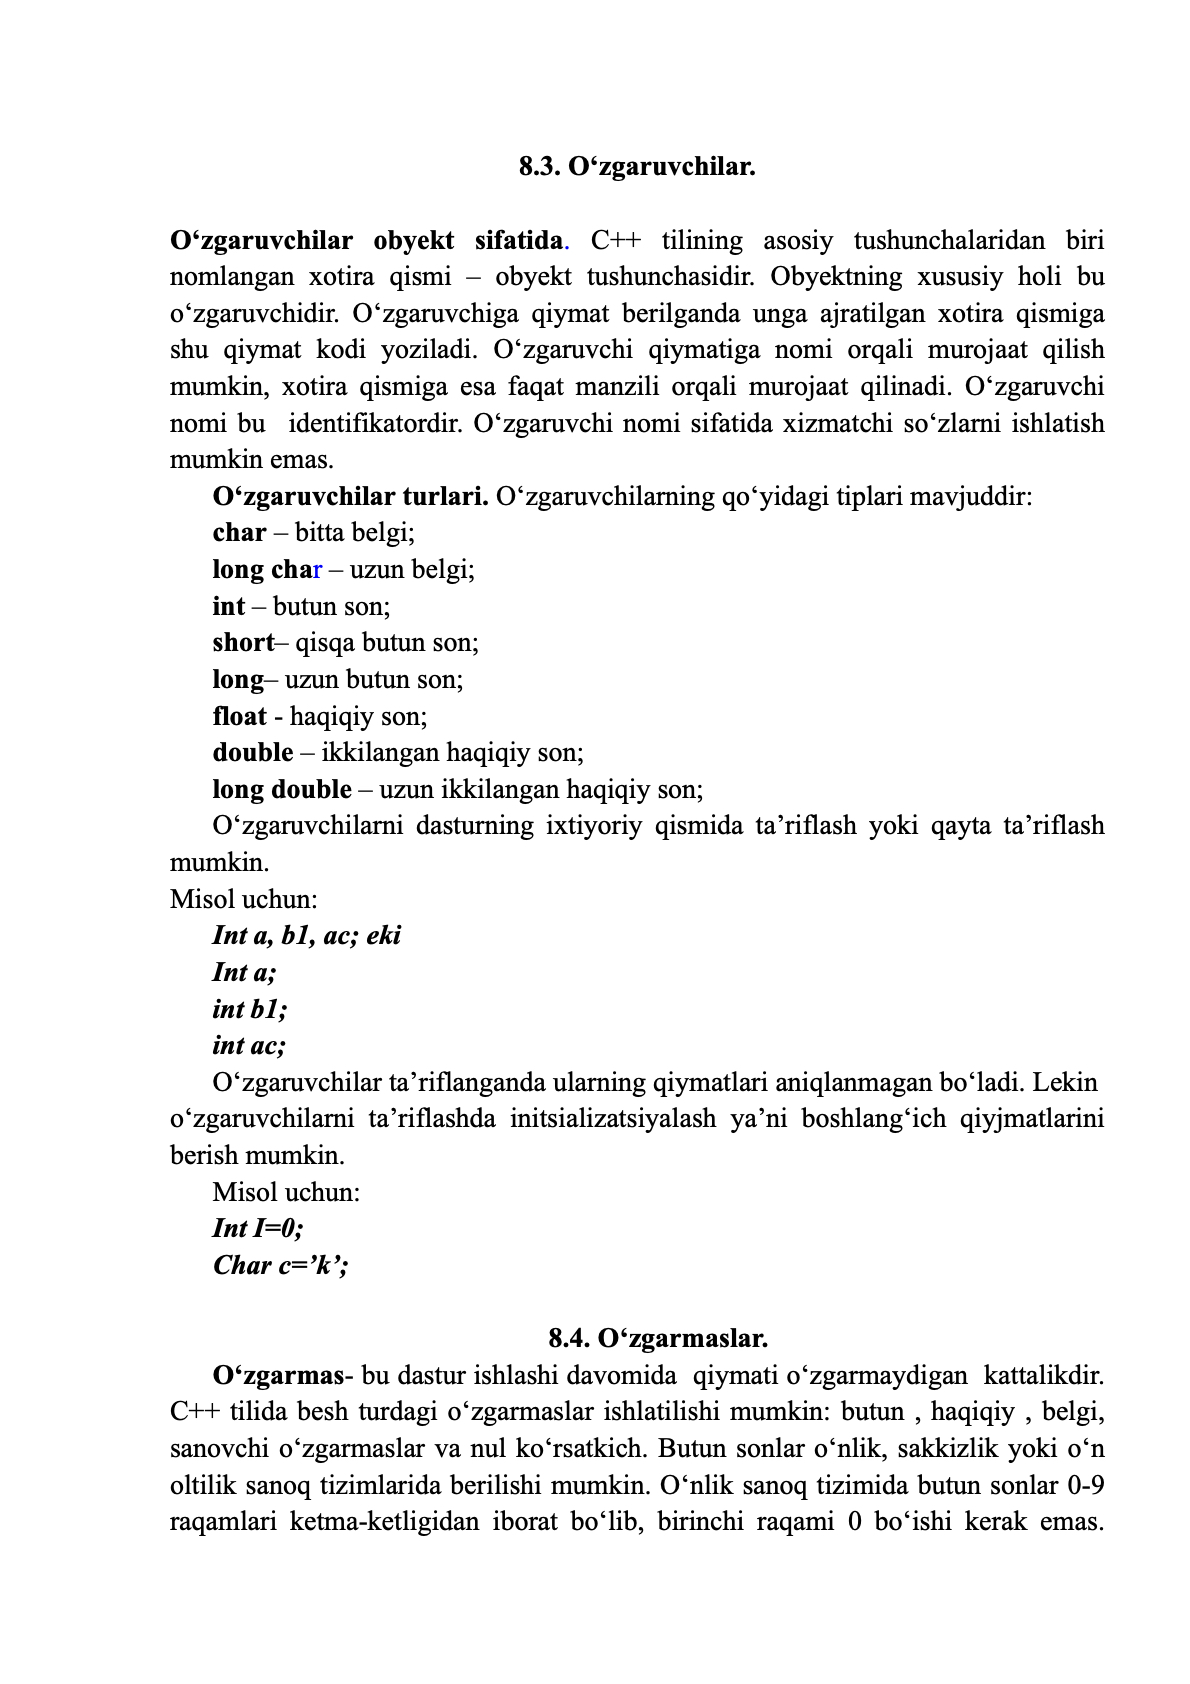 8.3. O‘zgaruvchilar.
O‘zgaruvchilar obyekt sifatida. C++ tilining asosiy tushunchalaridan biri
nomlangan xotira qismi – obyekt tushunchasidir. Obyektning xususiy holi bu
o‘zgaruvchidir. O‘zgaruvchiga qiymat berilganda unga ajratilgan xotira qismiga
shu qiymat kodi yoziladi. O‘zgaruvchi qiymatiga nomi orqali murojaat qilish
mumkin, xotira qismiga esa faqat manzili orqali murojaat qilinadi. O‘zgaruvchi
nomi bu  identifikatordir. O‘zgaruvchi nomi sifatida xizmatchi so‘zlarni ishlatish
mumkin emas.
O‘zgaruvchilar turlari. O‘zgaruvchilarning qo‘yidagi tiplari mavjuddir:
char – bitta belgi;
long char – uzun belgi;
int – butun son;
short– qisqa butun son;
long– uzun butun son;
float - haqiqiy son;
double – ikkilangan haqiqiy son;
long double – uzun ikkilangan haqiqiy son;
O‘zgaruvchilarni dasturning ixtiyoriy qismida ta’riflash yoki qayta ta’riflash
mumkin.
Misol uchun:
Int a, b1, ac; eki
Int a;
int b1;
int ac;
O‘zgaruvchilar ta’riflanganda ularning qiymatlari aniqlanmagan bo‘ladi. Lekin
o‘zgaruvchilarni ta’riflashda initsializatsiyalash ya’ni boshlang‘ich qiyjmatlarini
berish mumkin.
Misol uchun:
Int I=0;
Char c=’k’;
8.4. O‘zgarmaslar.
O‘zgarmas- bu dastur ishlashi davomida  qiymati o‘zgarmaydigan  kattalikdir.
C++ tilida besh turdagi o‘zgarmaslar ishlatilishi mumkin: butun , haqiqiy , belgi,
sanovchi o‘zgarmaslar va nul ko‘rsatkich. Butun sonlar o‘nlik, sakkizlik yoki o‘n
oltilik sanoq tizimlarida berilishi mumkin. O‘nlik sanoq tizimida butun sonlar 0-9
raqamlari ketma-ketligidan iborat bo‘lib, birinchi raqami 0 bo‘ishi kerak emas.